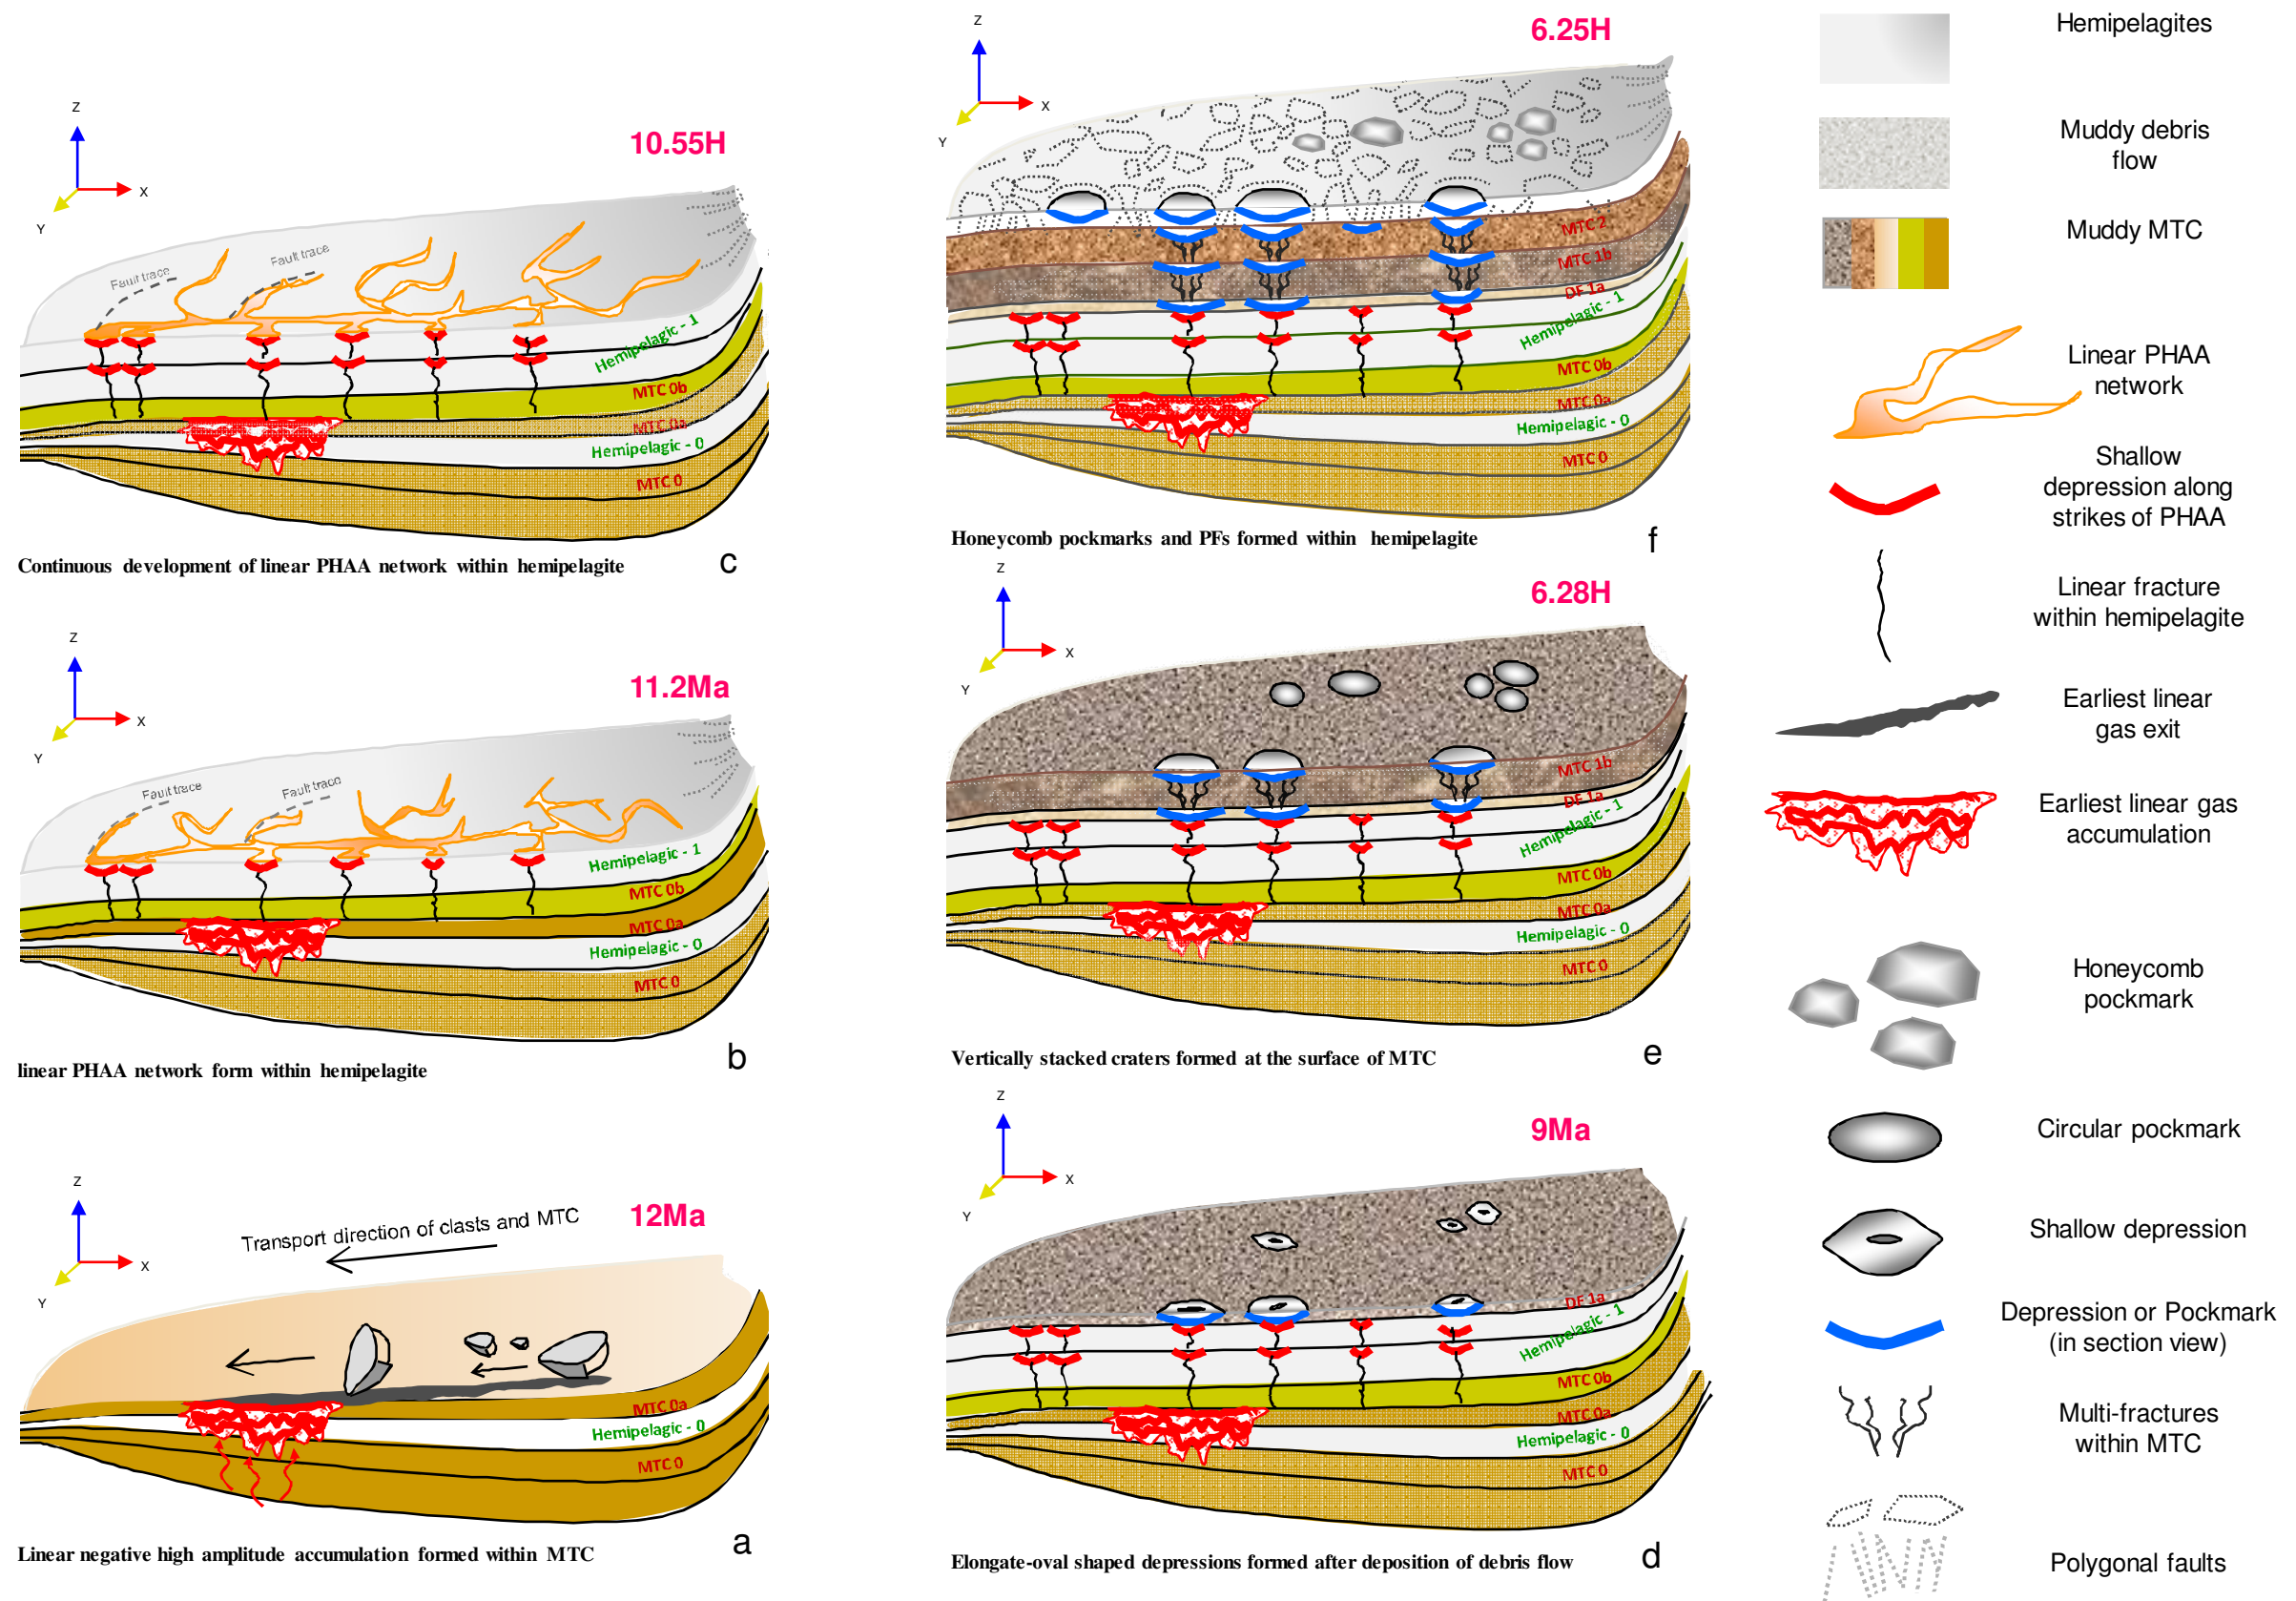 Z
X
Y
10.55H
Fault trace
Fault trace
Hemipelagic - 1
MTC 0b
MTC 0a
Hemipelagic - 0
MTC 0
Continuous development of linear PHAA network within hemipelagite
c
Z
X
Y
11.2Ma
Fault trace
Fault trace
Hemipelagic - 1
MTC 0b
MTC 0a
Hemipelagic - 0
MTC 0
linear PHAA network form within hemipelagite
b
Z
X
Y
12Ma
Transport direction of clasts and MTC
MTC 0a
Hemipelagic - 0
MTC 0
Linear negative high amplitude accumulation formed within MTC
a
Z
X
Y
6.25H
MTC 2
MTC 1b
DF 1a
Hemipelagic - 1
MTC 0b
MTC 0a
Hemipelagic - 0
MTC 0
Honeycomb pockmarks and PFs formed within hemipelagite
f
Z
X
Y
6.28H
MTC 1b
DF 1a
Hemipelagic - 1
MTC 0b
MTC 0a
Hemipelagic - 0
MTC 0
Vertically stacked craters formed at the surface of MTC
e
Z
X
Y
9Ma
DF 1a
Hemipelagic - 1
MTC 0b
MTC 0a
Hemipelagic - 0
MTC 0
Elongate-oval shaped depressions formed after deposition of debris flow
d
Hemipelagites
Muddy debris
flow
Muddy MTC
Linear PHAA
network
Shallow
depression along
strikes of PHAA
Linear fracture
within hemipelagite
Earliest linear
gas exit
Earliest linear gas
accumulation
Honeycomb
pockmark
Circular pockmark
Shallow depression
Depression or Pockmark
(in section view)
Multi-fractures
within MTC
Polygonal faults